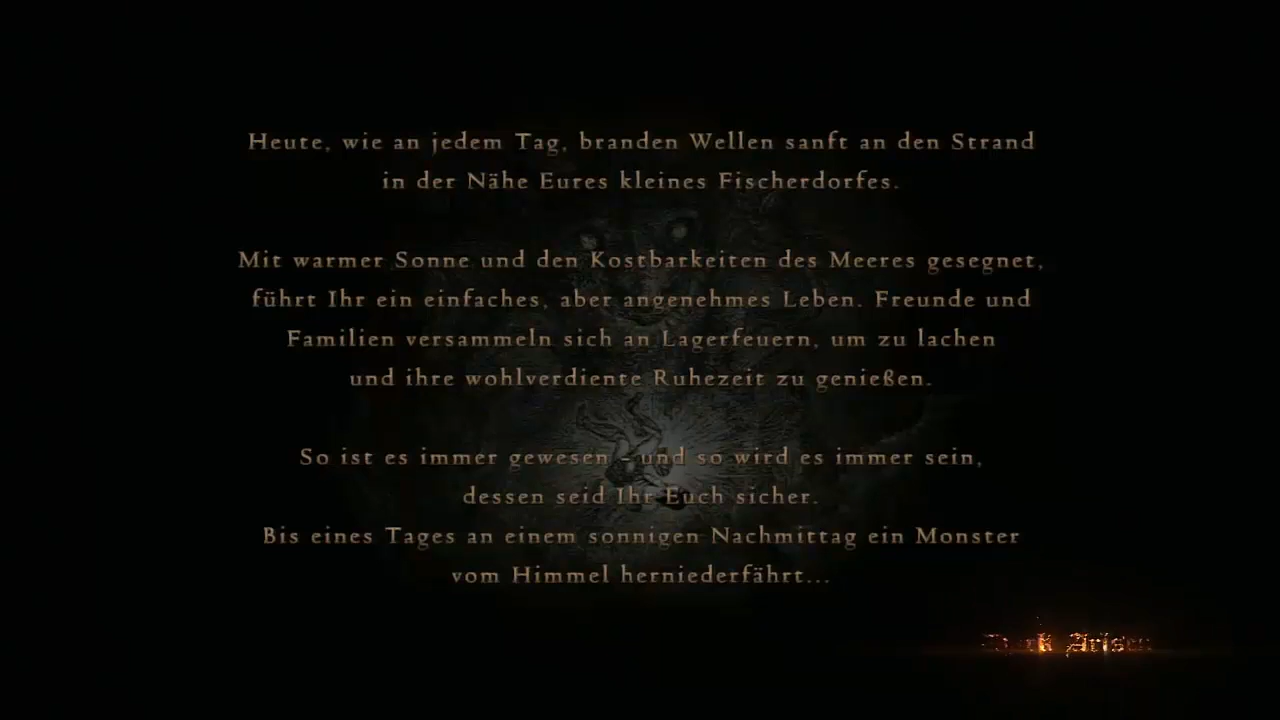 Heute, wie an jedem Tag, branden Wellen sanft an den Strand
in der Nähe Eures kleines Fischerdorfes.
Mit warmer Sonne und den Kostbarkeiten des Meeres gesegnet,
führt Ihr ein einfaches, aber angenehmes Leben. Freunde und
Familien versammeln sich an Lagerfeuern, um zu lachen
und ihre wohlverdiente Ruhezeit zu genießen.
So ist es immer gewesen - und so wird es immer sein,
dessen seid Ihr Euch sicher.
Bis eines Tages an einem sonnigen Nachmittag ein Monster
vom Himmel herniederfährt...
Dark Arisen